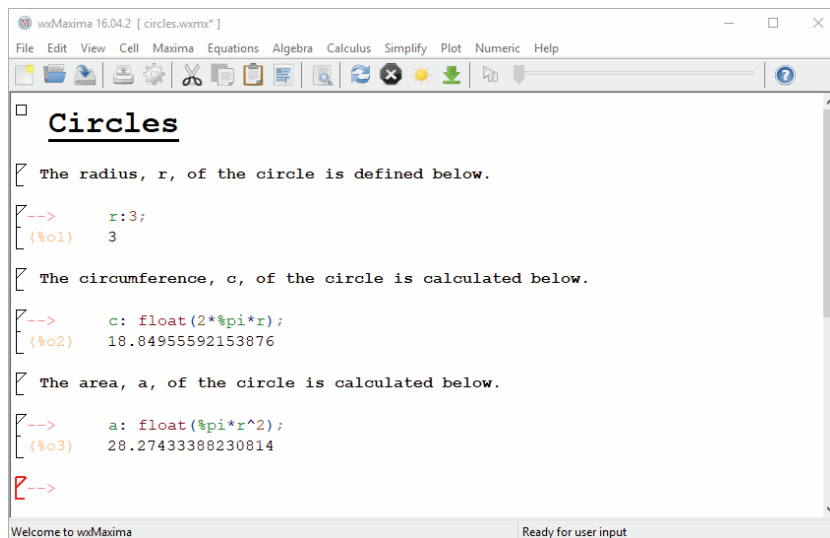 wxMaxima 16.04.2 [ circles.wxmx* ]
File Edit View Cell Maxima Equations Algebra Calculus Simplify Plot Numeric Help
Circles
The radius, r, of the circle is defined below.
--> r:3;
(%o1) 3
The circumference, c, of the circle is calculated below.
--> c: float(2*%pi*r);
(%o2) 18.84955592153876
The area, a, of the circle is calculated below.
--> a: float(%pi*r^2);
(%o3) 28.27433388230814
-->
Welcome to wxMaxima Ready for user input